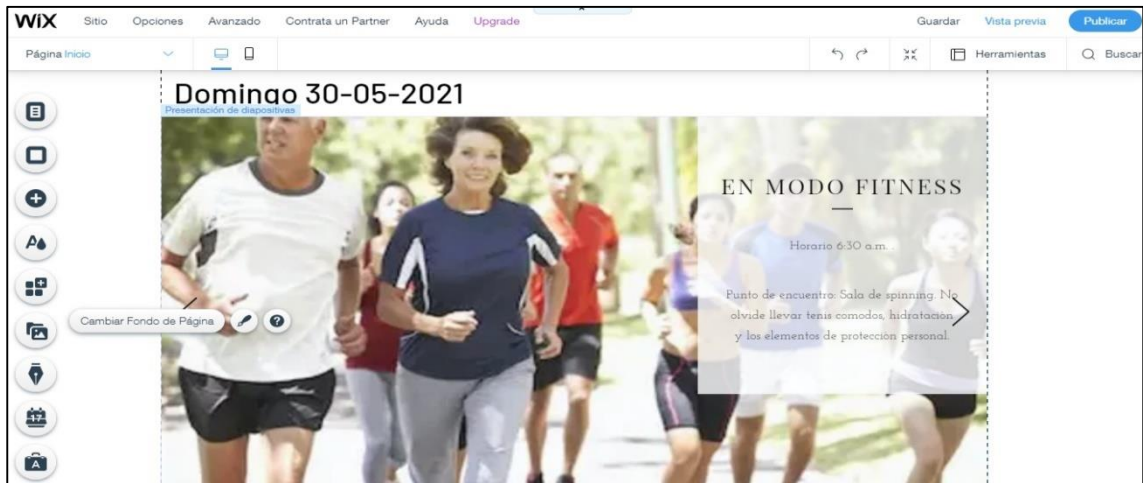 WiX Sitio Opciones Avanzado Contrata un Partner Ayuda Upgrade Guardar Vista previa Publicar
Página Inicio Herramientas Buscar
Domingo 30-05-2021
Presentación de diapositivas
EN MODO FITNESS
Horario 6:30 a.m.
Punto de encuentro: Sala de spinning. No
olvide llevar tenis comodos, hidratación
y los elementos de protección personal.
Cambiar Fondo de Página ?
17
A